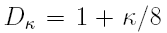 D_κ = 1 + κ/8